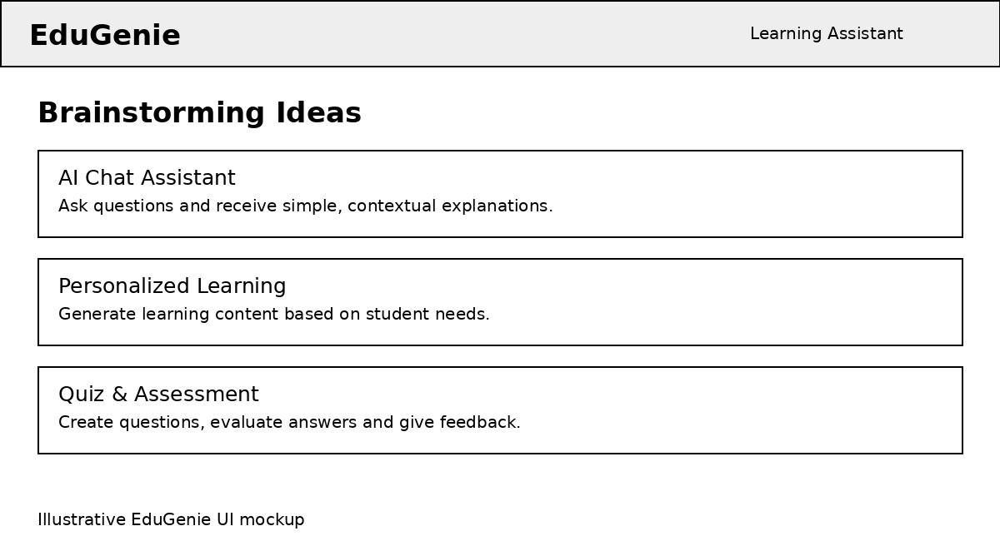 EduGenie
Learning Assistant
Brainstorming Ideas
AI Chat Assistant
Ask questions and receive simple, contextual explanations.
Personalized Learning
Generate learning content based on student needs.
Quiz & Assessment
Create questions, evaluate answers and give feedback.
Illustrative EduGenie UI mockup